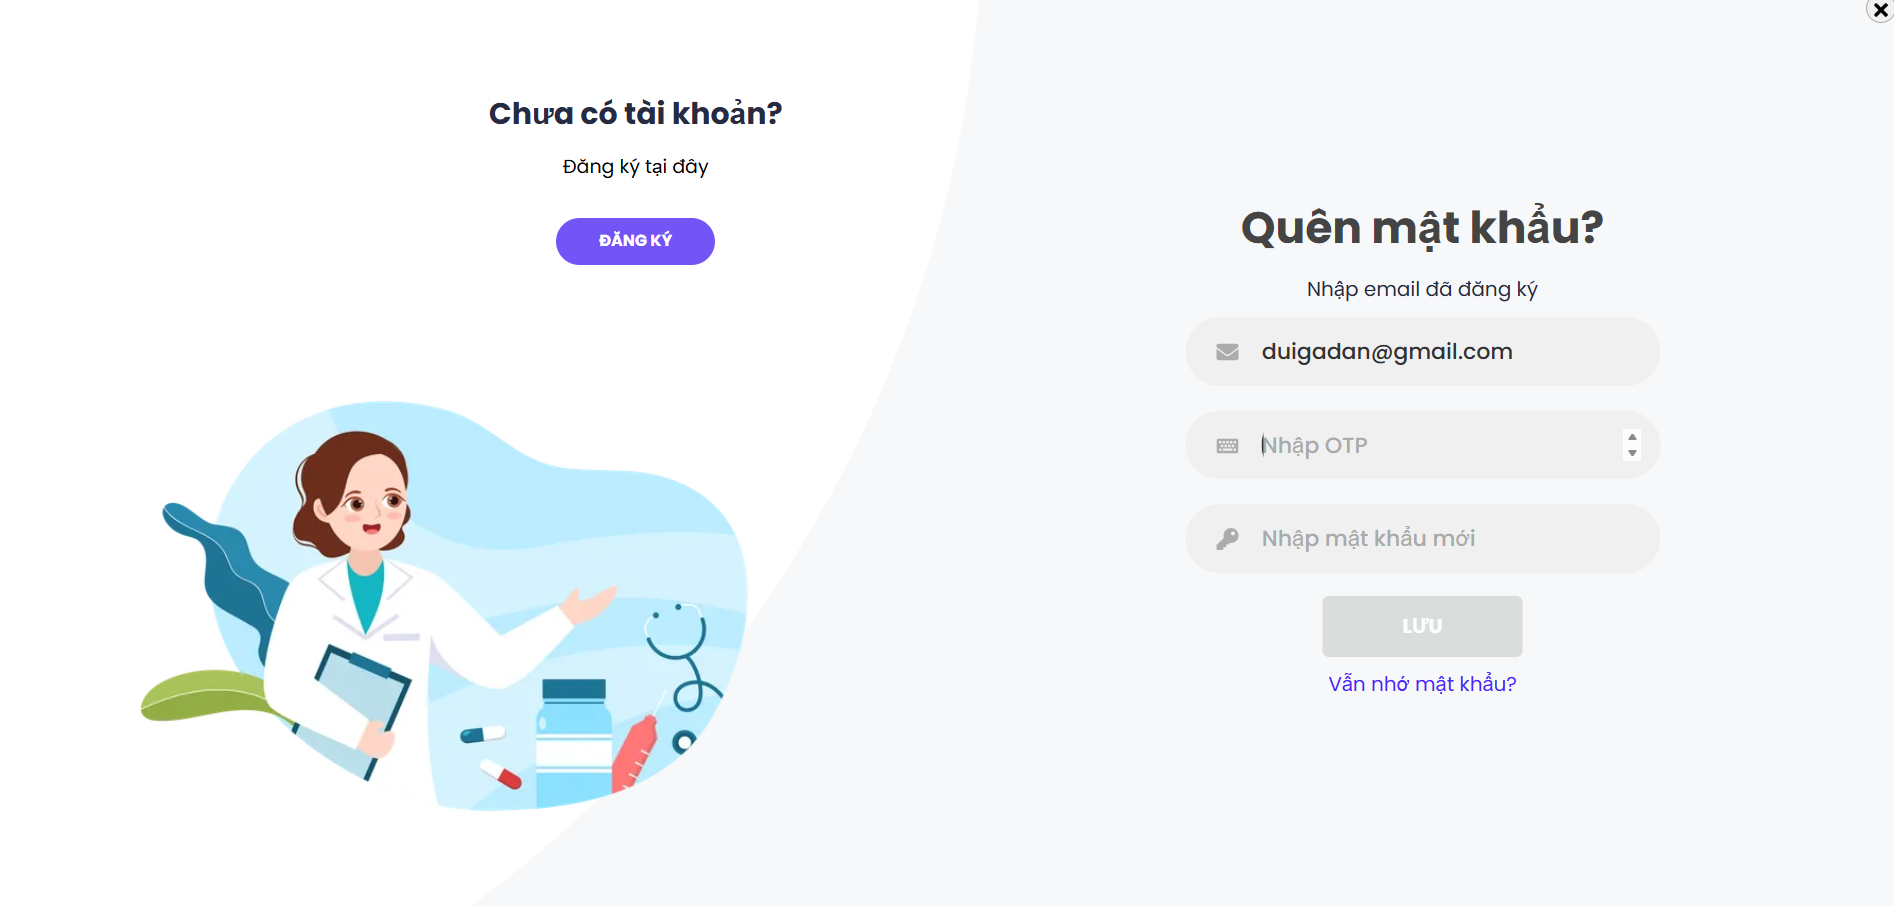 Chưa có tài khoản?
Đăng ký tại đây
ĐĂNG KÝ
Quên mật khẩu?
Nhập email đã đăng ký
duigadan@gmail.com
Nhập OTP
Nhập mật khẩu mới
LƯU
Vẫn nhớ mật khẩu?